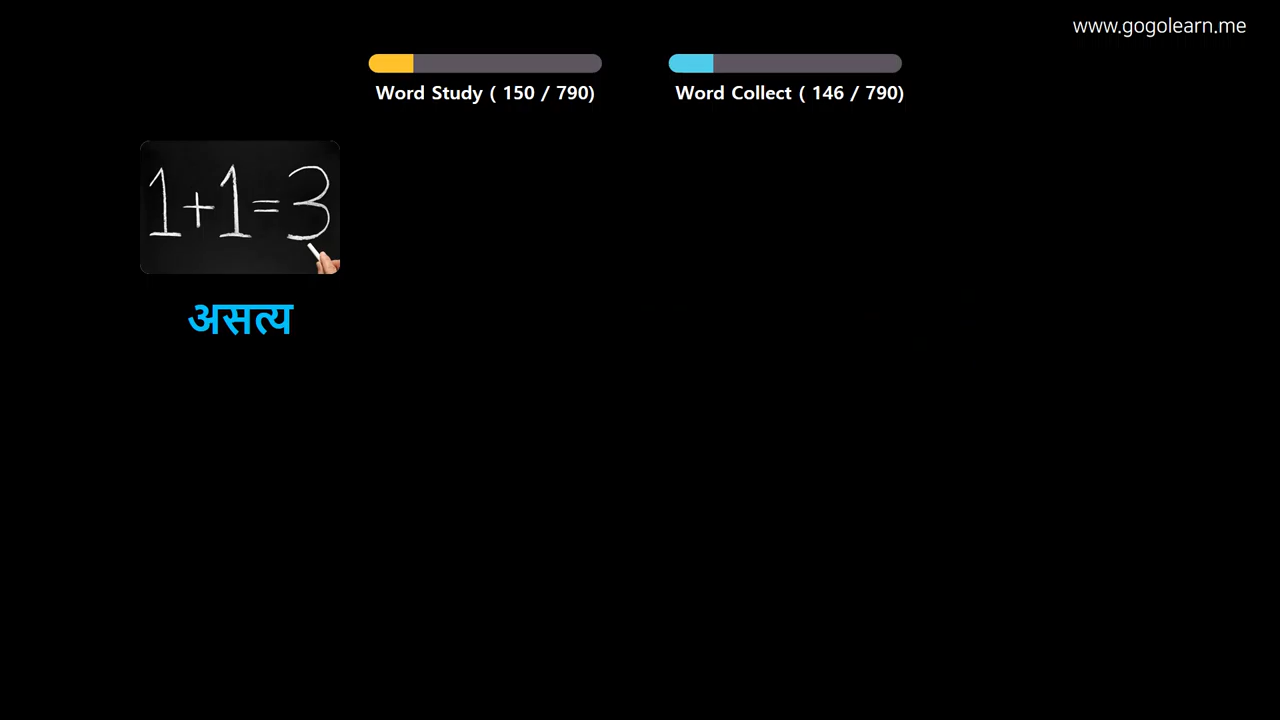 www.gogolearn.me
Word Study ( 150 / 790)
Word Collect ( 146 / 790)
1+1=3
असत्य